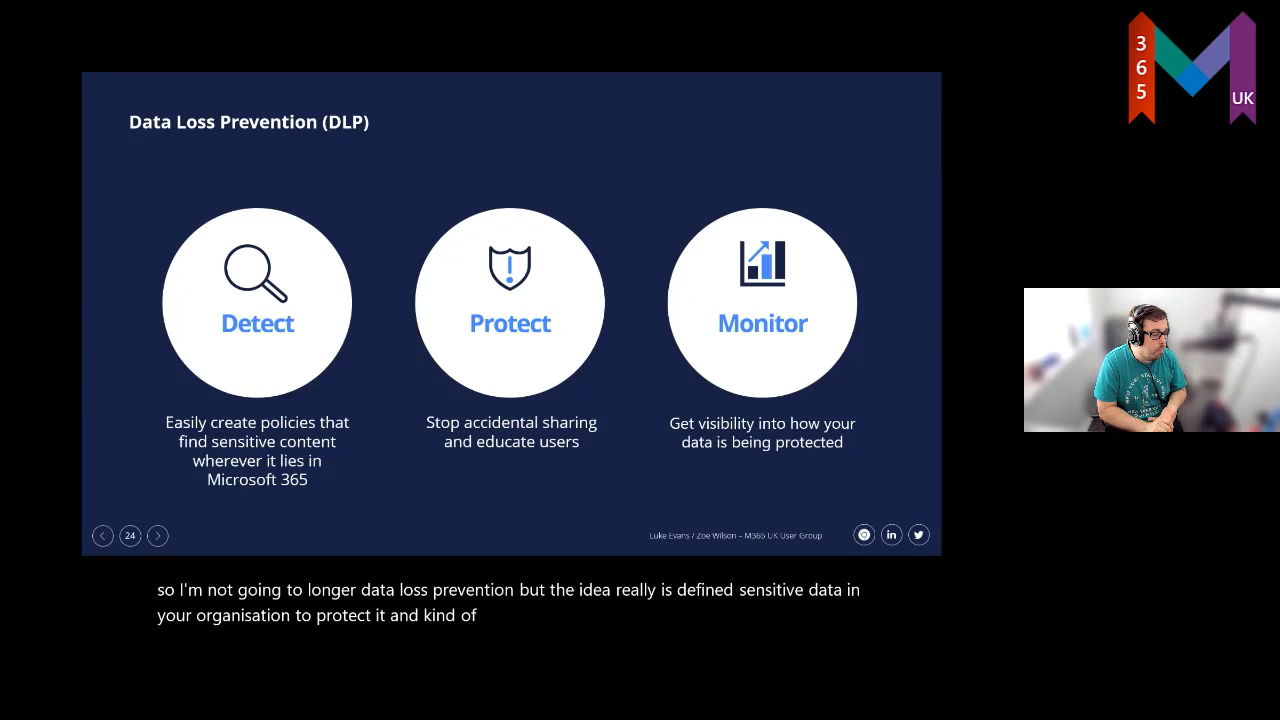 3
6
5
UK
Data Loss Prevention (DLP)
Detect
Protect
Monitor
Easily create policies that
find sensitive content
wherever it lies in
Microsoft 365
Stop accidental sharing
and educate users
Get visibility into how your
data is being protected
24
Luke Evans / Zoe Wilson – M365 UK User Group
in
so I'm not going to longer data loss prevention but the idea really is defined sensitive data in
your organisation to protect it and kind of